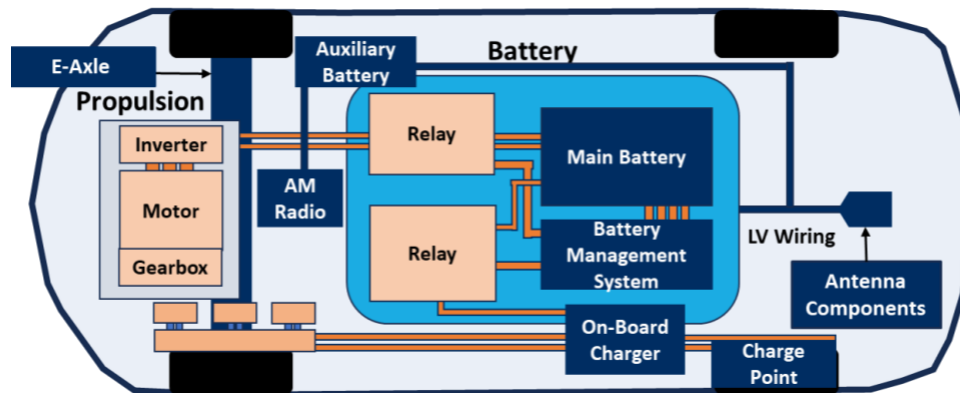 E-Axle
Auxiliary
Battery
Battery
Propulsion
Inverter
Relay
Main Battery
AM
Radio
Motor
Gearbox
Relay
Battery
Management
System
LV Wiring
Antenna
Components
On-Board
Charger
Charge
Point